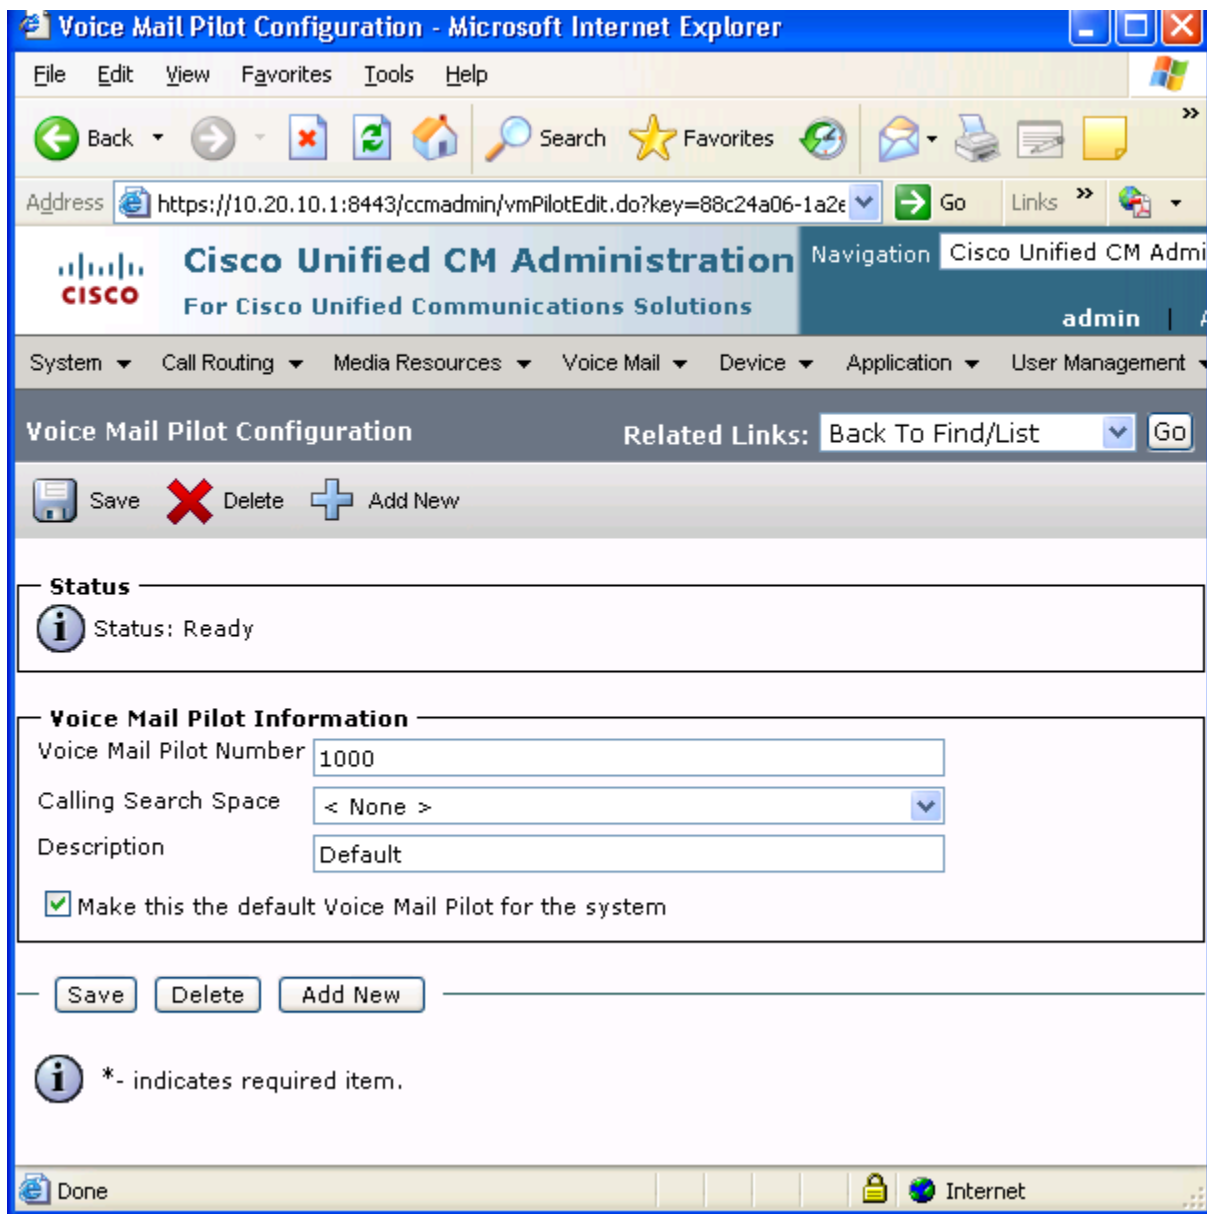 Voice Mail Pilot Configuration - Microsoft Internet Explorer
File Edit View Favorites Tools Help
Back Search Favorites »
Address https://10.20.10.1:8443/ccmadmin/vmPilotEdit.do?key=88c24a06-1a2e Go Links »
CISCO
Cisco Unified CM Administration
For Cisco Unified Communications Solutions
Navigation Cisco Unified CM Admi
admin |
System Call Routing Media Resources Voice Mail Device Application User Management
Voice Mail Pilot Configuration Related Links: Back To Find/List Go
Save Delete Add New
Status
i Status: Ready
Voice Mail Pilot Information
Voice Mail Pilot Number 1000
Calling Search Space < None >
Description Default
Make this the default Voice Mail Pilot for the system
Save Delete Add New
i *- indicates required item.
Done Internet